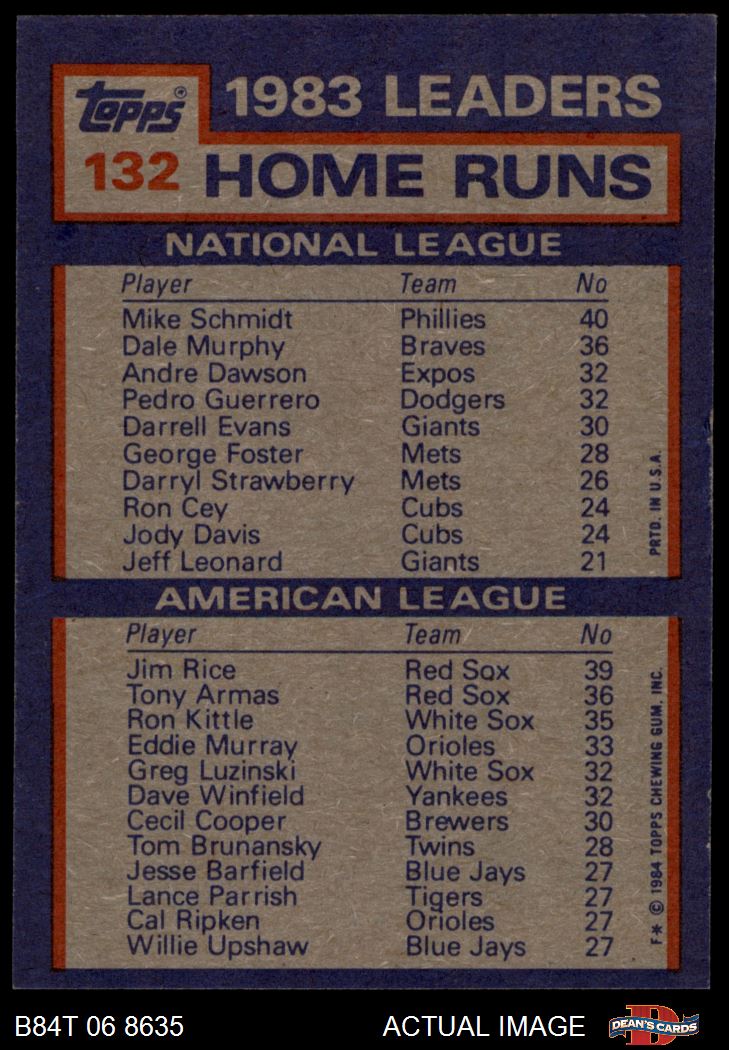 Topps
1983 LEADERS
132 HOME RUNS
NATIONAL LEAGUE
Player Team No
Mike Schmidt Phillies 40
Dale Murphy Braves 36
Andre Dawson Expos 32
Pedro Guerrero Dodgers 32
Darrell Evans Giants 30
George Foster Mets 28
Darryl Strawberry Mets 26
Ron Cey Cubs 24
Jody Davis Cubs 24
Jeff Leonard Giants 21
PRTD. IN U.S.A.
AMERICAN LEAGUE
Player Team No
Jim Rice Red Sox 39
Tony Armas Red Sox 36
Ron Kittle White Sox 35
Eddie Murray Orioles 33
Greg Luzinski White Sox 32
Dave Winfield Yankees 32
Cecil Cooper Brewers 30
Tom Brunansky Twins 28
Jesse Barfield Blue Jays 27
Lance Parrish Tigers 27
Cal Ripken Orioles 27
Willie Upshaw Blue Jays 27
F* © 1984 TOPPS CHEWING GUM, INC.
B84T 06 8635 ACTUAL IMAGE
D
DEAN'S CARDS